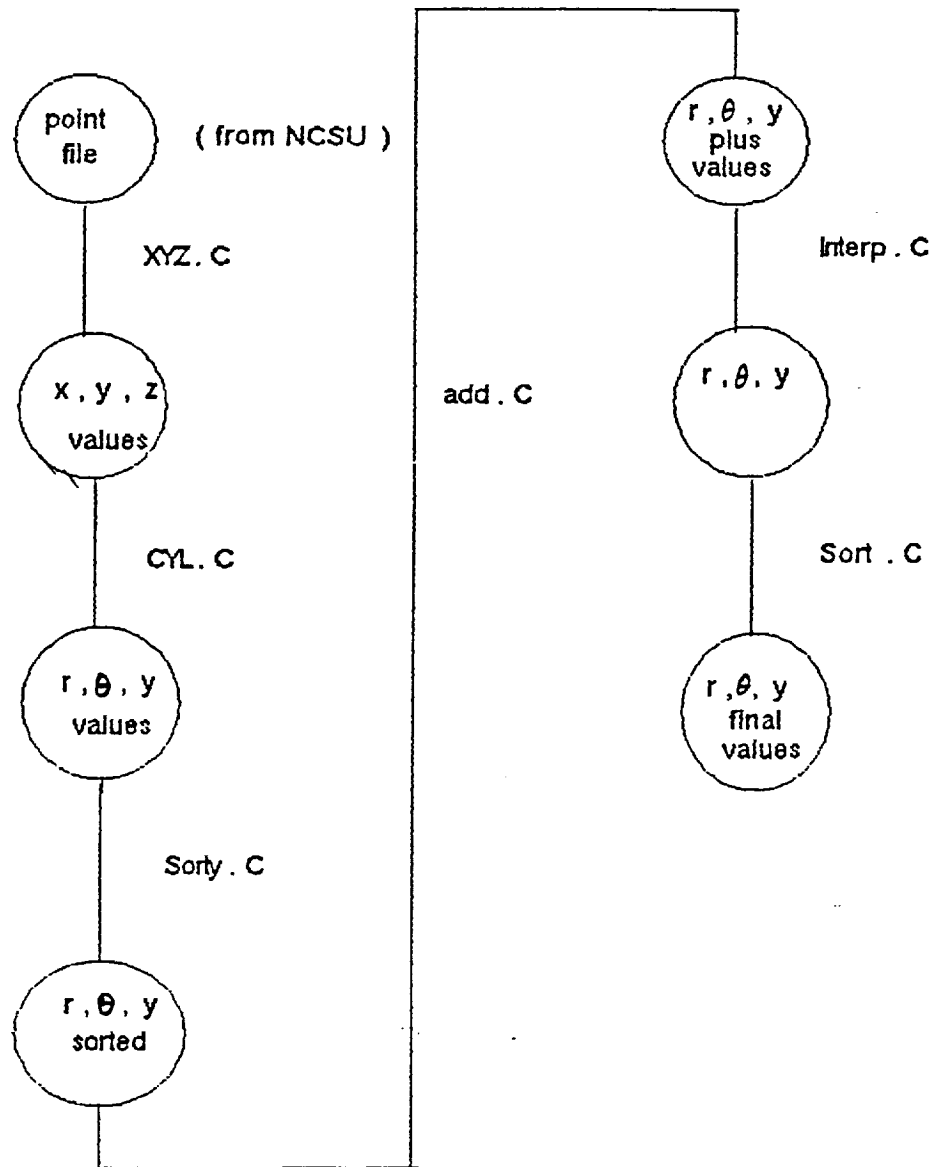 point
file
( from NCSU )
XYZ. C
x , y , z
values
CYL. C
r , θ, y
values
Sorty . C
r , θ, y
sorted
add . C
r , θ , y
plus
values
Interp . C
r , θ, y
Sort . C
r , θ, y
final
values